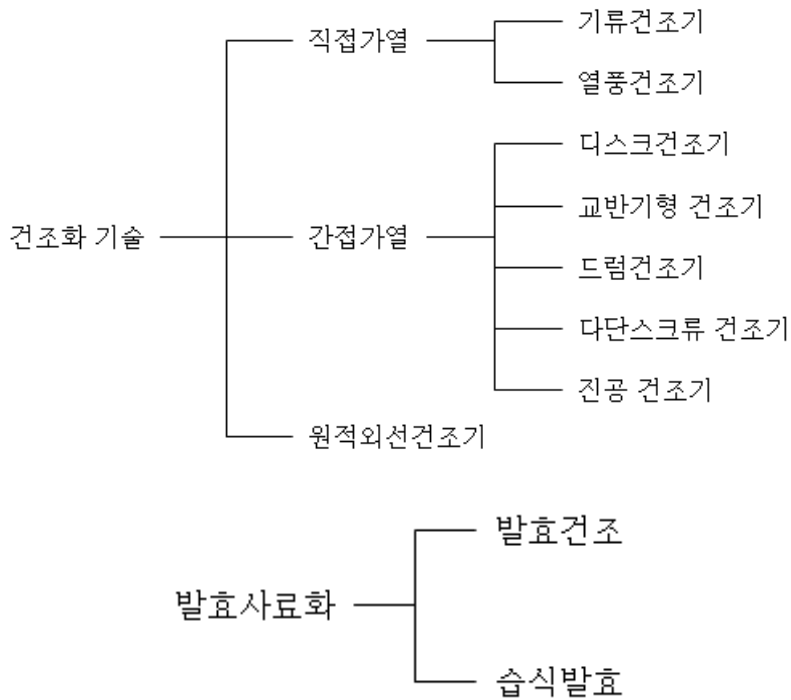 기류건조기
직접가열
열풍건조기
디스크건조기
교반기형 건조기
건조화 기술
간접가열
드럼건조기
다단스크류 건조기
진공 건조기
원적외선건조기
발효건조
발효사료화
습식발효